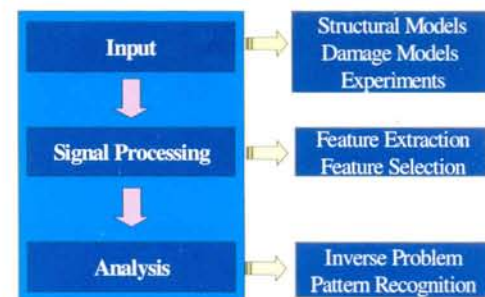 Input
Structural Models
Damage Models
Experiments
Signal Processing
Feature Extraction
Feature Selection
Analysis
Inverse Problem
Pattern Recognition